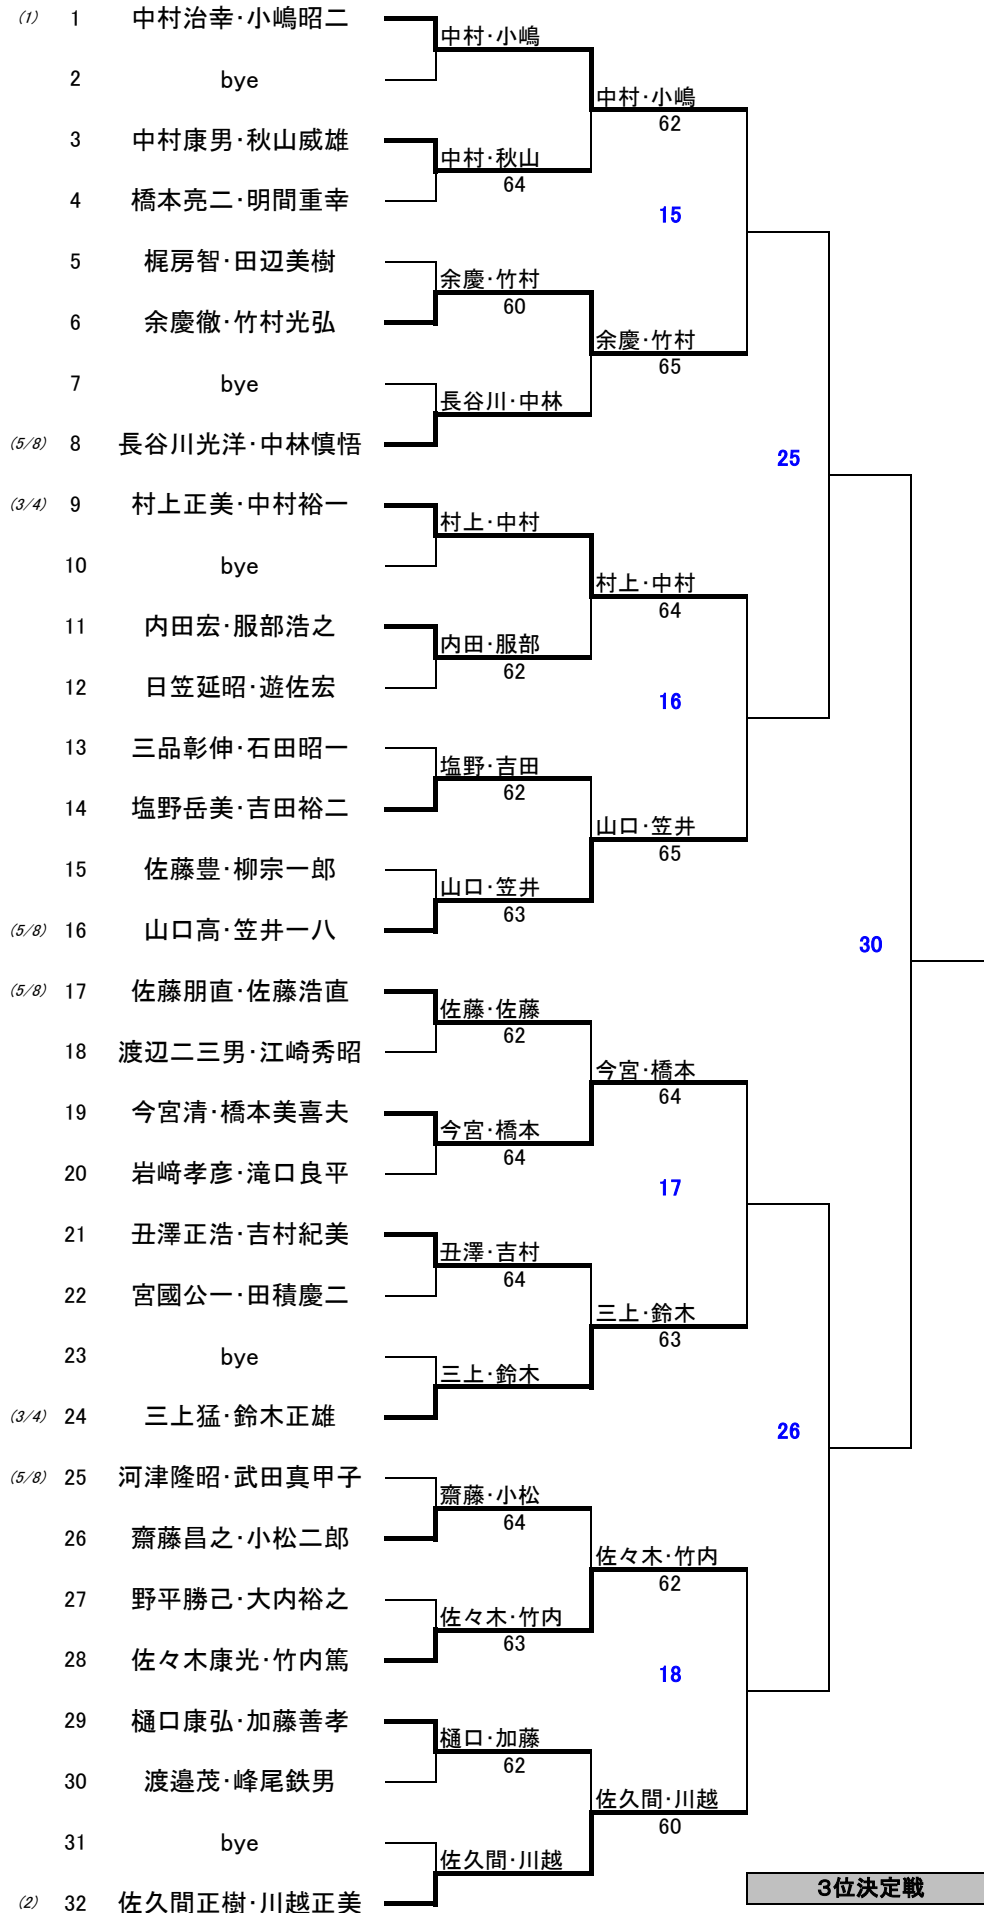 (1) 1 中村治幸・小嶋昭二
中村・小嶋
2 bye
中村・小嶋
62
3 中村康男・秋山威雄
中村・秋山
64
4 橋本亮二・明間重幸
15
5 梶房智・田辺美樹
余慶・竹村
60
6 余慶徹・竹村光弘
余慶・竹村
65
7 bye
長谷川・中林
(5/8) 8 長谷川光洋・中林慎悟
25
(3/4) 9 村上正美・中村裕一
村上・中村
10 bye
村上・中村
64
11 内田宏・服部浩之
内田・服部
62
12 日笠延昭・遊佐宏
16
13 三品彰伸・石田昭一
塩野・吉田
62
14 塩野岳美・吉田裕二
山口・笠井
65
15 佐藤豊・柳宗一郎
山口・笠井
63
(5/8) 16 山口高・笠井一八
30
(5/8) 17 佐藤朋直・佐藤浩直
佐藤・佐藤
62
18 渡辺二三男・江崎秀昭
今宮・橋本
64
19 今宮清・橋本美喜夫
今宮・橋本
64
20 岩﨑孝彦・滝口良平
17
21 丑澤正浩・吉村紀美
丑澤・吉村
64
22 宮國公一・田積慶二
三上・鈴木
63
23 bye
三上・鈴木
(3/4) 24 三上猛・鈴木正雄
26
(5/8) 25 河津隆昭・武田真甲子
齋藤・小松
64
26 齋藤昌之・小松二郎
佐々木・竹内
62
27 野平勝己・大内裕之
佐々木・竹内
63
28 佐々木康光・竹内篤
18
29 樋口康弘・加藤善孝
樋口・加藤
62
30 渡邉茂・峰尾鉄男
佐久間・川越
60
31 bye
佐久間・川越
3位決定戦
(2) 32 佐久間正樹・川越正美